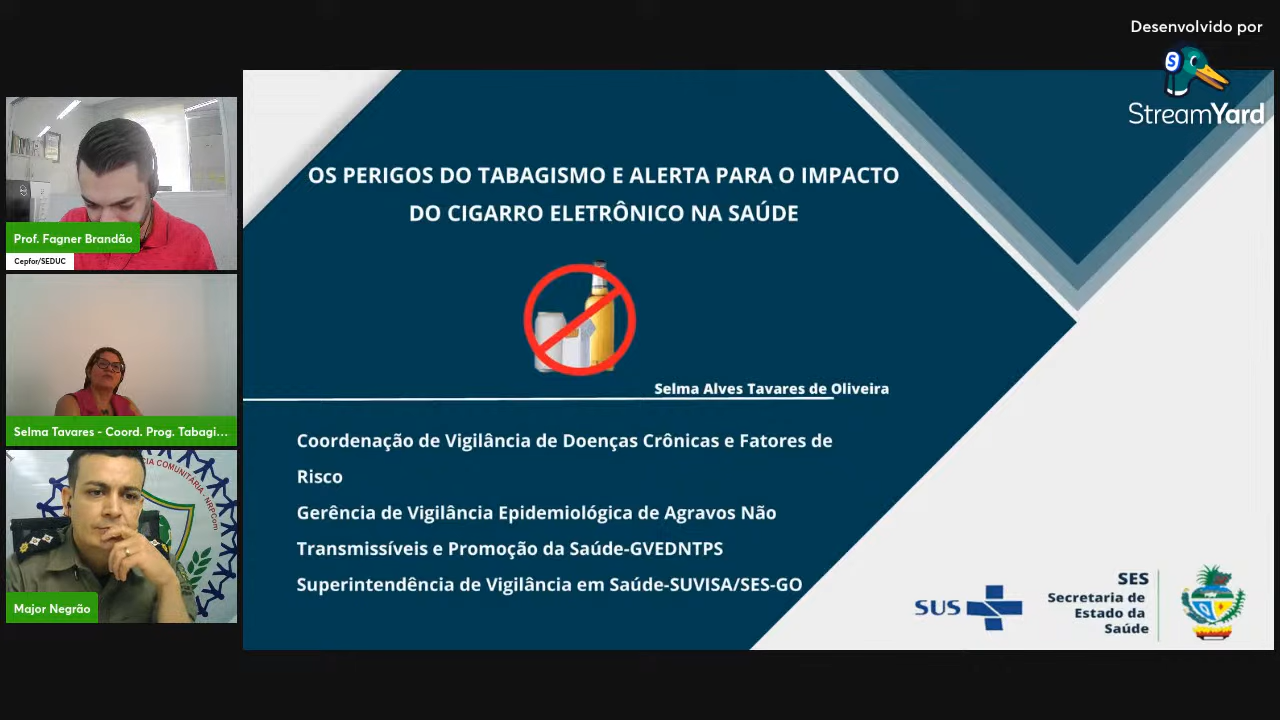 Desenvolvido por
StreamYard
Prof. Fagner Brandão
Cepfor/SEDUC
Selma Tavares - Coord. Prog. Tabagi...
CIA COMUNITARIA - NRPCom
Major Negrão
OS PERIGOS DO TABAGISMO E ALERTA PARA O IMPACTO
DO CIGARRO ELETRÔNICO NA SAÚDE
Selma Alves Tavares de Oliveira
Coordenação de Vigilância de Doenças Crônicas e Fatores de
Risco
Gerência de Vigilância Epidemiológica de Agravos Não
Transmissíveis e Promoção da Saúde-GVEDNTPS
Superintendência de Vigilância em Saúde-SUVISA/SES-GO
SUS
SES
Secretaria de
Estado da
Saúde